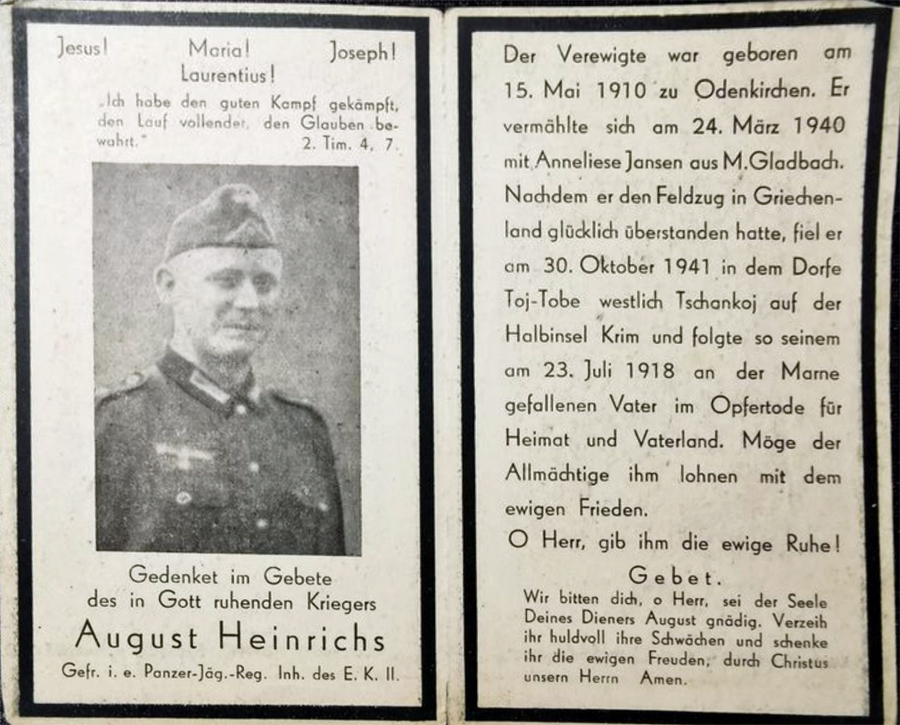 Jesus! Maria! Joseph!
Laurentius!
„Ich habe den guten Kampf gekämpft,
den Lauf vollendet, den Glauben be-
wahrt." 2. Tim. 4, 7.
Gedenket im Gebete
des in Gott ruhenden Kriegers
August Heinrichs
Gefr. i. e. Panzer-Jäg.-Reg. Inh. des E. K. II.
Der Verewigte war geboren am
15. Mai 1910 zu Odenkirchen. Er
vermählte sich am 24. März 1940
mit Anneliese Jansen aus M.Gladbach.
Nachdem er den Feldzug in Griechen-
land glücklich überstanden hatte, fiel er
am 30. Oktober 1941 in dem Dorfe
Toj-Tobe westlich Tschankoj auf der
Halbinsel Krim und folgte so seinem
am 23. Juli 1918 an der Marne
gefallenen Vater im Opfertode für
Heimat und Vaterland. Möge der
Allmächtige ihm lohnen mit dem
ewigen Frieden.
O Herr, gib ihm die ewige Ruhe!
Gebet.
Wir bitten dich, o Herr, sei der Seele
Deines Dieners August gnädig. Verzeih
ihr huldvoll ihre Schwächen und schenke
ihr die ewigen Freuden, durch Christus
unsern Herrn Amen.